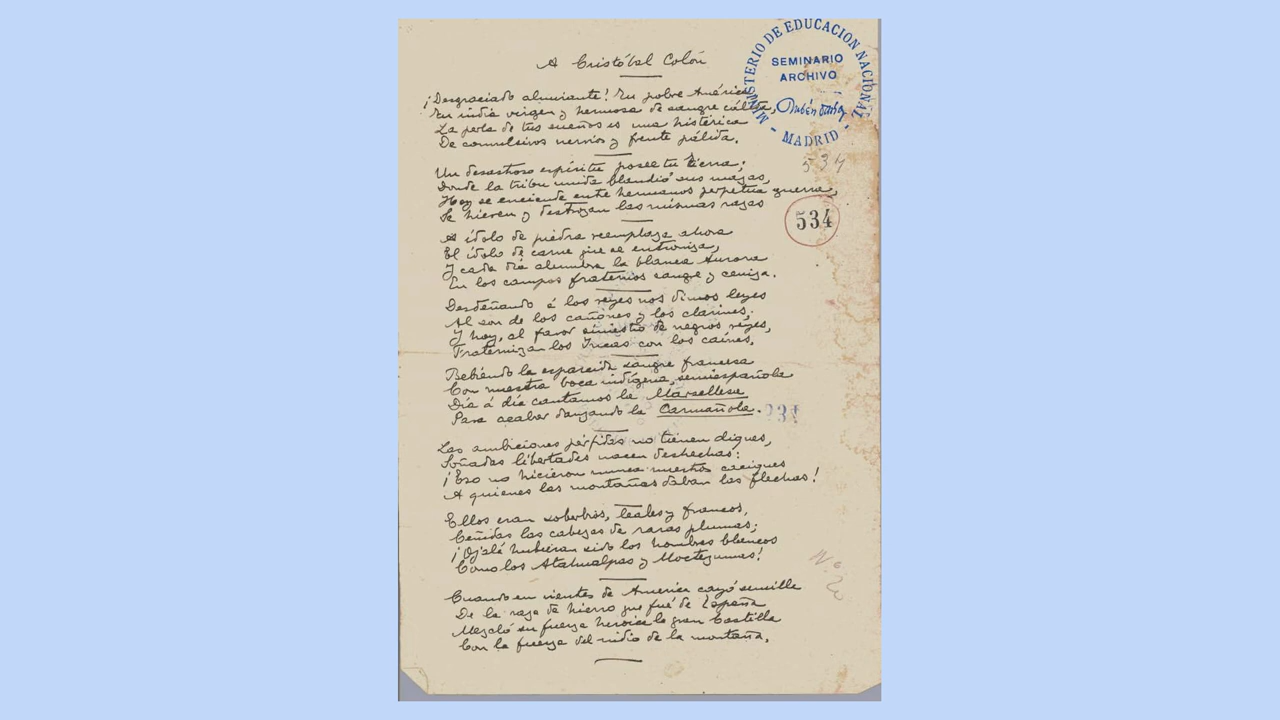 A Cristóbal Colón
¡Desgraciado almirante! Tu pobre América
Tu india virgen y hermosa de sangre cálida,
La perla de tus sueños es una histérica
De convulsivos nervios y frente pálida.
Un desastroso espíritu posee tu tierra;
Donde la tribu unida blandió sus mazas,
Hoy se enciende entre hermanos perpetua guerra,
Se hieren y destrozan las mismas razas
A ídolo de piedra reemplaza ahora
El ídolo de carne que se entroniza,
Y cada día alumbra la blanca aurora
En los campos fraternos sangre y ceniza.
Desdeñando á los reyes nos dimos leyes
Al son de los cañones y los clarines,
Y hoy, al favor siniestro de negros reyes,
Fraternizan los Incas con los caínes.
Bebiendo la esparcida sangre francesa
Con nuestra boca indígena, semiespañola
Día á día cantamos la Marsellesa
Para acabar danzando la Carmañola.
Las ambiciones pérfidas no tienen diques,
Soñadas libertades nacen deshechas:
¡Eso no hicieron nunca nuestros caciques
A quienes las montañas daban las flechas!
Ellos eran soberbios, leales y francos,
Ceñidas las cabezas de raras plumas;
¡Ojalá hubieran sido los hombres blancos
Como los Atahualpas y Moctezumas!
Cuando en vientres de America cayó semilla
De la raza de hierro que fué de España
Mezcló su fuerza heroica la gran Castilla
Con la fuerza del indio de la montaña.
MINISTERIO DE EDUCACION NACIONAL
SEMINARIO
ARCHIVO
Rubén Darío
- MADRID -
534
534
234
Nº
20